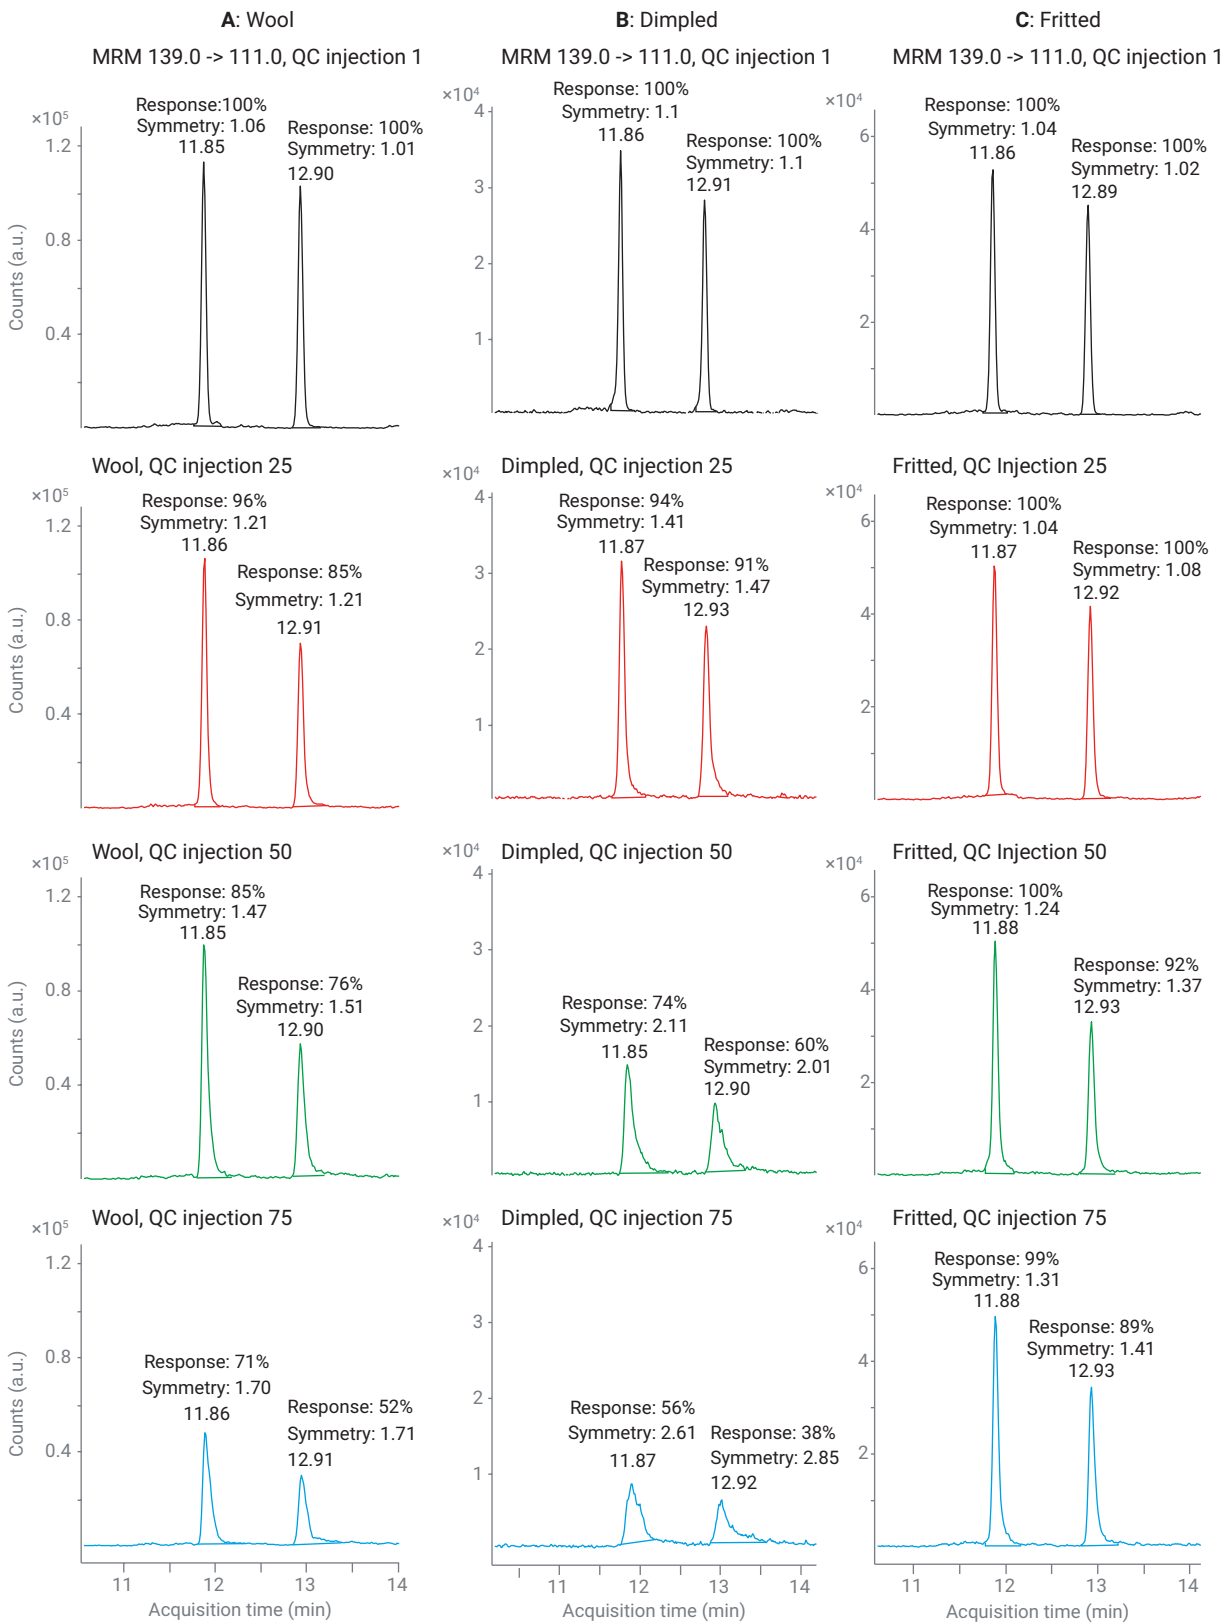 A: Wool
MRM 139.0 -> 111.0, QC injection 1
×10⁵
Response:100%
Symmetry: 1.06
11.85
Response: 100%
Symmetry: 1.01
12.90
1.2
0.8
0.4
Counts (a.u.)
B: Dimpled
MRM 139.0 -> 111.0, QC injection 1
×10⁴
Response: 100%
Symmetry: 1.1
11.86
Response: 100%
Symmetry: 1.1
12.91
4
3
2
1
C: Fritted
MRM 139.0 -> 111.0, QC injection 1
×10⁴
Response: 100%
Symmetry: 1.04
11.86
Response: 100%
Symmetry: 1.02
12.89
6
4
2
Wool, QC injection 25
×10⁵
Response: 96%
Symmetry: 1.21
11.86
Response: 85%
Symmetry: 1.21
12.91
1.2
0.8
0.4
Counts (a.u.)
Dimpled, QC injection 25
×10⁴
Response: 94%
Symmetry: 1.41
11.87
Response: 91%
Symmetry: 1.47
12.93
4
3
2
1
Fritted, QC Injection 25
×10⁴
Response: 100%
Symmetry: 1.04
11.87
Response: 100%
Symmetry: 1.08
12.92
6
4
2
Wool, QC injection 50
×10⁵
Response: 85%
Symmetry: 1.47
11.85
Response: 76%
Symmetry: 1.51
12.90
1.2
0.8
0.4
Counts (a.u.)
Dimpled, QC injection 50
×10⁴
Response: 74%
Symmetry: 2.11
11.85
Response: 60%
Symmetry: 2.01
12.90
4
3
2
1
Fritted, QC Injection 50
×10⁴
Response: 100%
Symmetry: 1.24
11.88
Response: 92%
Symmetry: 1.37
12.93
6
4
2
Wool, QC injection 75
×10⁵
Response: 71%
Symmetry: 1.70
11.86
Response: 52%
Symmetry: 1.71
12.91
1.2
0.8
0.4
Counts (a.u.)
11 12 13 14
Acquisition time (min)
Dimpled, QC injection 75
×10⁴
Response: 56%
Symmetry: 2.61
11.87
Response: 38%
Symmetry: 2.85
12.92
4
3
2
1
11 12 13 14
Acquisition time (min)
Fritted, QC injection 75
×10⁴
Response: 99%
Symmetry: 1.31
11.88
Response: 89%
Symmetry: 1.41
12.93
6
4
2
11 12 13 14
Acquisition time (min)